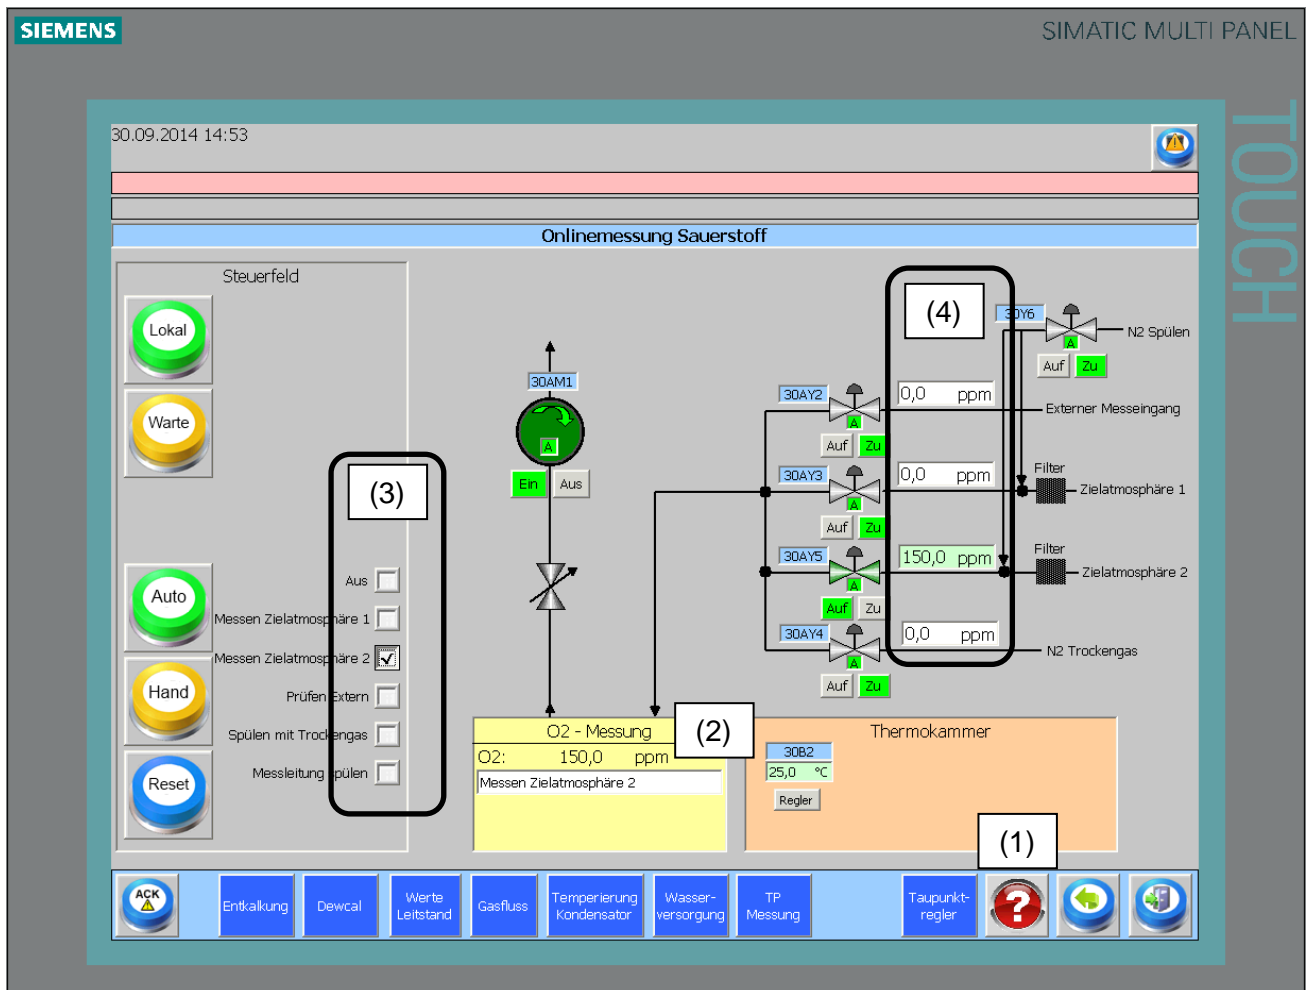 SIEMENS
SIMATIC MULTI PANEL
TOUCH
30.09.2014 14:53
Onlinemessung Sauerstoff
Steuerfeld
Lokal
Warte
(3)
Aus
Auto
Messen Zielatmosphäre 1
Messen Zielatmosphäre 2
Hand
Prüfen Extern
Spülen mit Trockengas
Reset
Messleitung spülen
30AM1
A
Ein Aus
(4)
30Y6
A
N2 Spülen
Auf Zu
30AY2
0,0 ppm
A
Externer Messeingang
Auf Zu
30AY3
0,0 ppm
A
Filter
Zielatmosphäre 1
Auf Zu
30AY5
150,0 ppm
A
Filter
Zielatmosphäre 2
Auf Zu
30AY4
0,0 ppm
A
N2 Trockengas
Auf Zu
O2 - Messung
(2)
O2: 150,0 ppm
Messen Zielatmosphäre 2
Thermokammer
30B2
25,0 °C
Regler
(1)
ACK
Entkalkung
Dewcal
Werte
Leitstand
Gasfluss
Temperierung
Kondensator
Wasser-
versorgung
TP
Messung
Taupunkt-
regler
?